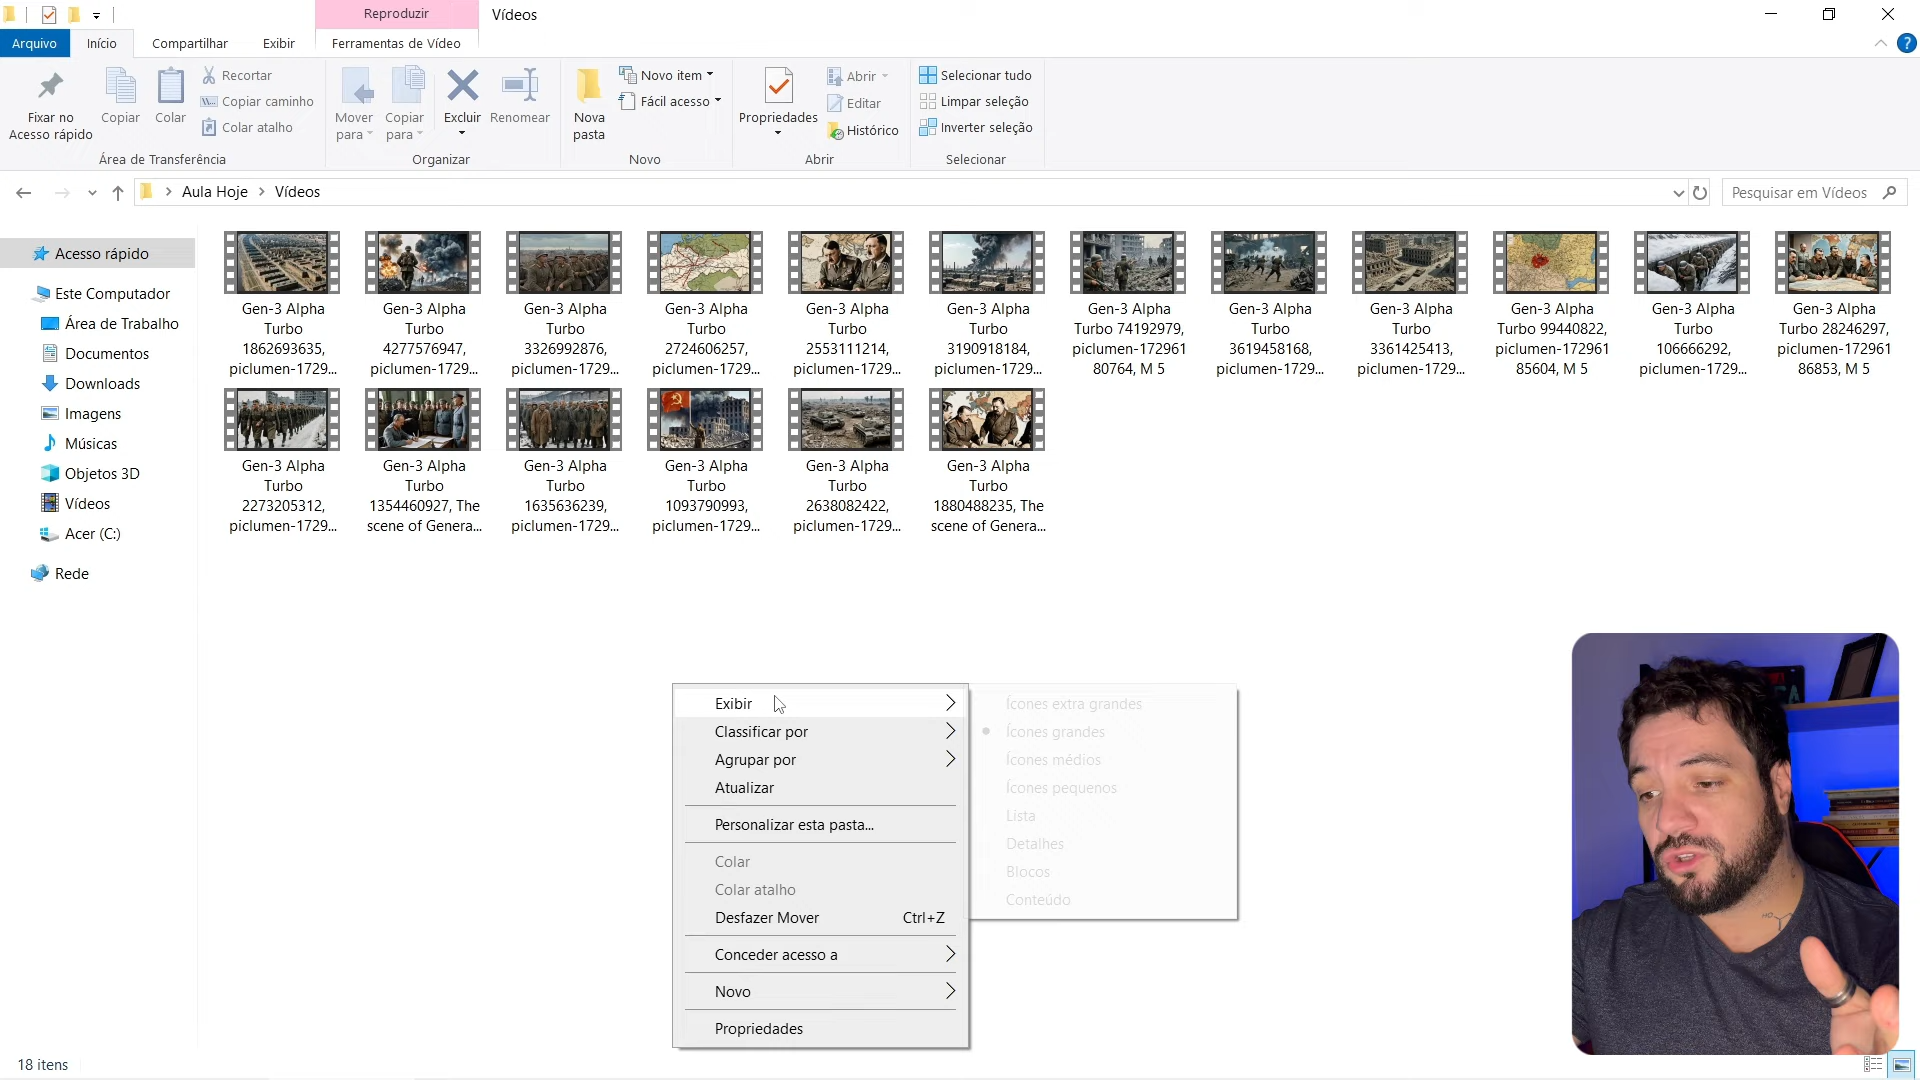 Reproduzir
Vídeos
Arquivo
Início
Compartilhar
Exibir
Ferramentas de Vídeo
Fixar no
Acesso rápido
Copiar
Colar
Recortar
Copiar caminho
Colar atalho
Área de Transferência
Mover
para
Copiar
para
Excluir
Renomear
Organizar
Nova
pasta
Novo item
Fácil acesso
Novo
Propriedades
Abrir
Editar
Histórico
Abrir
Selecionar tudo
Limpar seleção
Inverter seleção
Selecionar
Aula Hoje > Vídeos
Pesquisar em Vídeos
Acesso rápido
Este Computador
Área de Trabalho
Documentos
Downloads
Imagens
Músicas
Objetos 3D
Vídeos
Acer (C:)
Rede
Gen-3 Alpha
Turbo
1862693635,
piclumen-1729...
Gen-3 Alpha
Turbo
4277576947,
piclumen-1729...
Gen-3 Alpha
Turbo
3326992876,
piclumen-1729...
Gen-3 Alpha
Turbo
2724606257,
piclumen-1729...
Gen-3 Alpha
Turbo
2553111214,
piclumen-1729...
Gen-3 Alpha
Turbo
3190918184,
piclumen-1729...
Gen-3 Alpha
Turbo 74192979,
piclumen-172961
80764, M 5
Gen-3 Alpha
Turbo
3619458168,
piclumen-1729...
Gen-3 Alpha
Turbo
3361425413,
piclumen-1729...
Gen-3 Alpha
Turbo 99440822,
piclumen-172961
85604, M 5
Gen-3 Alpha
Turbo
106666292,
piclumen-1729...
Gen-3 Alpha
Turbo 28246297,
piclumen-172961
86853, M 5
Gen-3 Alpha
Turbo
2273205312,
piclumen-1729...
Gen-3 Alpha
Turbo
1354460927, The
scene of Genera...
Gen-3 Alpha
Turbo
1635636239,
piclumen-1729...
Gen-3 Alpha
Turbo
1093790993,
piclumen-1729...
Gen-3 Alpha
Turbo
2638082422,
piclumen-1729...
Gen-3 Alpha
Turbo
1880488235, The
scene of Genera...
Exibir
Classificar por
Agrupar por
Atualizar
Personalizar esta pasta...
Colar
Colar atalho
Desfazer Mover Ctrl+Z
Conceder acesso a
Novo
Propriedades
Ícones extra grandes
Ícones grandes
Ícones médios
Ícones pequenos
Lista
Detalhes
Blocos
Conteúdo
18 itens